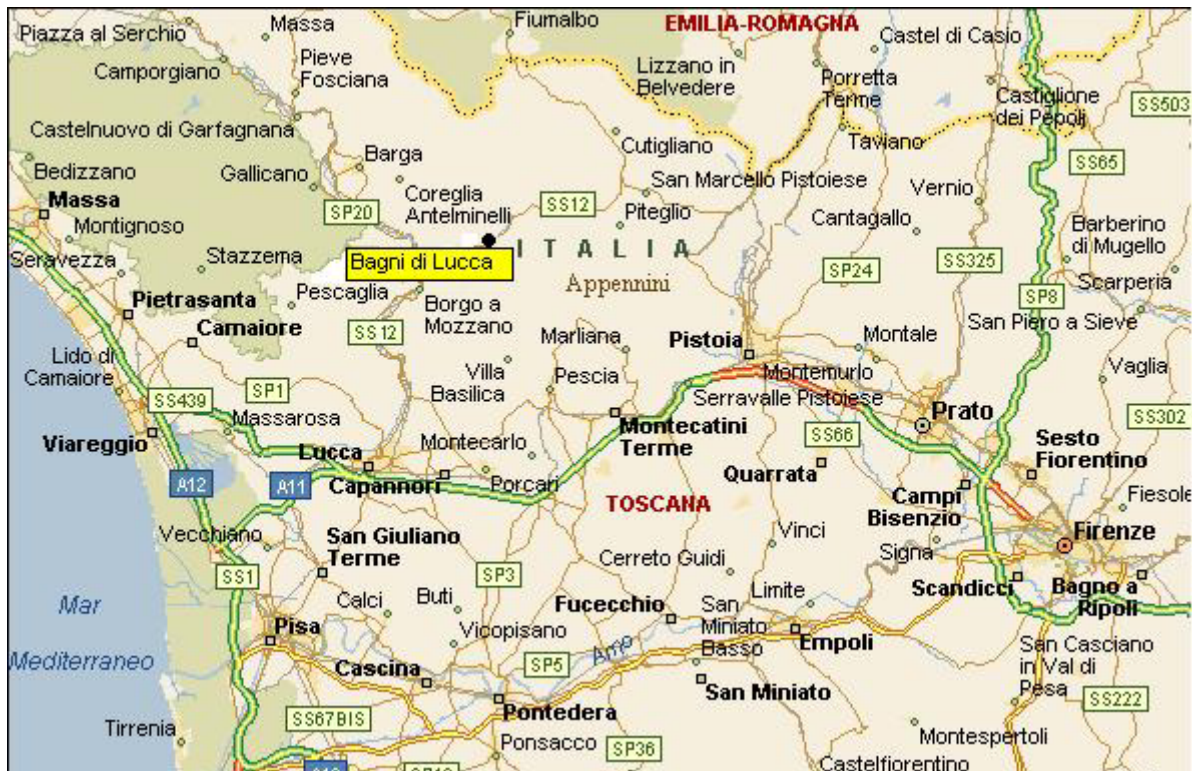 Piazza al Serchio
Massa
Fiumalbo
EMILIA-ROMAGNA
Castel di Casio
Camporgiano
Pieve
Fosciana
Lizzano in
Belvedere
Porretta
Terme
Castiglione
dei Pepoli
SS503
Castelnuovo di Garfagnana
Barga
Cutigliano
Taviano
SS65
Bedizzano
Gallicano
Coreglia
Antelminelli
San Marcello Pistoiese
Vernio
Massa
SP20
SS12
Piteglio
Cantagallo
Barberino
di Mugello
Montignoso
ITALIA
Seravezza
Stazzema
Bagni di Lucca
Appennini
SP24
SS325
Scarperia
Pietrasanta
Pescaglia
Borgo a
Mozzano
SP8
San Piero a Sieve
Camaiore
SS12
Marliana
Pistoia
Montale
Lido di
Camaiore
Villa
Basilica
Pescia
Montemurlo
Vaglia
SP1
SS439
Serravalle Pistoiese
Prato
SS302
Massarosa
Montecatini
Terme
Viareggio
Montecarlo
SS66
Sesto
Fiorentino
Lucca
Capannori
Porcari
Quarrata
A12
A11
TOSCANA
Campi
Bisenzio
Fiesole
Vecchiano
San Giuliano
Terme
Vinci
Firenze
Signa
SS1
SP3
Cerreto Guidi
Scandicci
Bagno a
Ripoli
Mar
Mediterraneo
Calci
Buti
Fucecchio
San
Miniato
Basso
Limite
Pisa
Vicopisano
Empoli
San Casciano
in Val di
Pesa
Cascina
SP5
San Miniato
SS222
SS67BIS
Pontedera
Tirrenia
Ponsacco
SP36
Montespertoli
Castelfiorentino